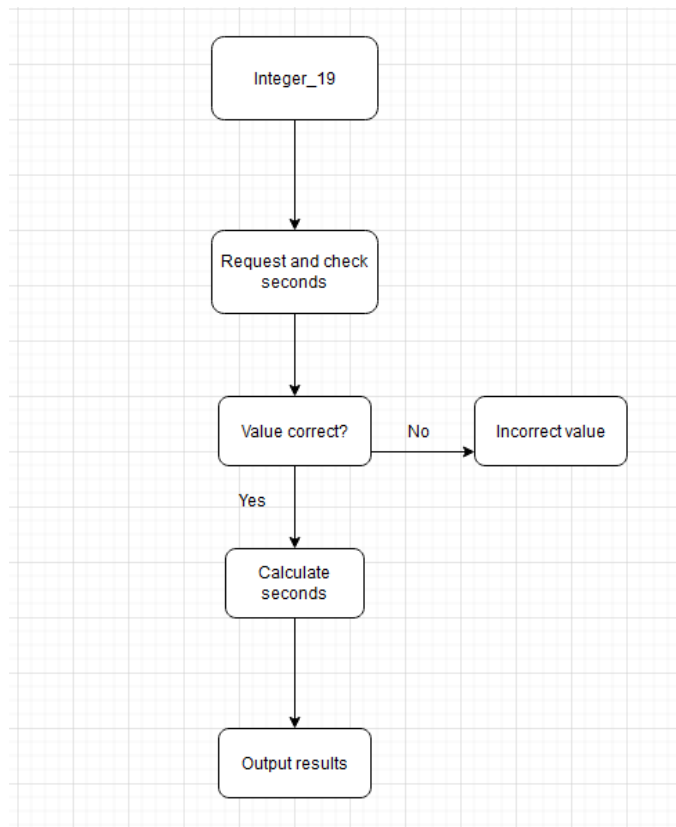 Integer_19
Request and check
seconds
Value correct?
No
Incorrect value
Yes
Calculate
seconds
Output results